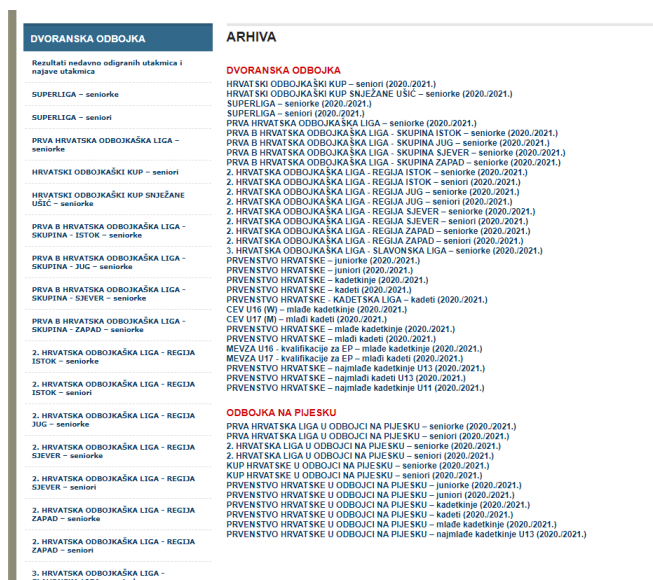 DVORANSKA ODBOJKA
Rezultati nedavno odigranih utakmica i
najave utakmica
SUPERLIGA – seniorke
SUPERLIGA – seniori
PRVA HRVATSKA ODBOJKAŠKA LIGA –
seniorke
HRVATSKI ODBOJKAŠKI KUP – seniori
HRVATSKI ODBOJKAŠKI KUP SNJEŽANE
UŠIĆ – seniorke
PRVA B HRVATSKA ODBOJKAŠKA LIGA -
SKUPINA - ISTOK – seniorke
PRVA B HRVATSKA ODBOJKAŠKA LIGA -
SKUPINA - JUG – seniorke
PRVA B HRVATSKA ODBOJKAŠKA LIGA -
SKUPINA - SJEVER – seniorke
PRVA B HRVATSKA ODBOJKAŠKA LIGA -
SKUPINA - ZAPAD – seniorke
2. HRVATSKA ODBOJKAŠKA LIGA - REGIJA
ISTOK – seniorke
2. HRVATSKA ODBOJKAŠKA LIGA - REGIJA
ISTOK – seniori
2. HRVATSKA ODBOJKAŠKA LIGA - REGIJA
JUG – seniorke
2. HRVATSKA ODBOJKAŠKA LIGA - REGIJA
SJEVER – seniorke
2. HRVATSKA ODBOJKAŠKA LIGA - REGIJA
SJEVER – seniori
2. HRVATSKA ODBOJKAŠKA LIGA - REGIJA
ZAPAD – seniorke
2. HRVATSKA ODBOJKAŠKA LIGA - REGIJA
ZAPAD – seniori
3. HRVATSKA ODBOJKAŠKA LIGA -
ARHIVA
DVORANSKA ODBOJKA
HRVATSKI ODBOJKAŠKI KUP – seniori (2020./2021.)
HRVATSKI ODBOJKAŠKI KUP SNJEŽANE UŠIĆ – seniorke (2020./2021.)
SUPERLIGA – seniorke (2020./2021.)
SUPERLIGA – seniori (2020./2021.)
PRVA HRVATSKA ODBOJKAŠKA LIGA – seniorke (2020./2021.)
PRVA B HRVATSKA ODBOJKAŠKA LIGA - SKUPINA ISTOK – seniorke (2020./2021.)
PRVA B HRVATSKA ODBOJKAŠKA LIGA - SKUPINA JUG – seniorke (2020./2021.)
PRVA B HRVATSKA ODBOJKAŠKA LIGA - SKUPINA SJEVER – seniorke (2020./2021.)
PRVA B HRVATSKA ODBOJKAŠKA LIGA - SKUPINA ZAPAD – seniorke (2020./2021.)
2. HRVATSKA ODBOJKAŠKA LIGA - REGIJA ISTOK – seniorke (2020./2021.)
2. HRVATSKA ODBOJKAŠKA LIGA - REGIJA ISTOK – seniori (2020./2021.)
2. HRVATSKA ODBOJKAŠKA LIGA - REGIJA JUG – seniorke (2020./2021.)
2. HRVATSKA ODBOJKAŠKA LIGA - REGIJA JUG – seniori (2020./2021.)
2. HRVATSKA ODBOJKAŠKA LIGA - REGIJA SJEVER – seniorke (2020./2021.)
2. HRVATSKA ODBOJKAŠKA LIGA - REGIJA SJEVER – seniori (2020./2021.)
2. HRVATSKA ODBOJKAŠKA LIGA - REGIJA ZAPAD – seniorke (2020./2021.)
2. HRVATSKA ODBOJKAŠKA LIGA - REGIJA ZAPAD – seniori (2020./2021.)
3. HRVATSKA ODBOJKAŠKA LIGA - SLAVONSKA LIGA – seniorke (2020./2021.)
PRVENSTVO HRVATSKE – juniorke (2020./2021.)
PRVENSTVO HRVATSKE – juniori (2020./2021.)
PRVENSTVO HRVATSKE – kadetkinje (2020./2021.)
PRVENSTVO HRVATSKE – kadeti (2020./2021.)
PRVENSTVO HRVATSKE - KADETSKA LIGA – kadeti (2020./2021.)
CEV U16 (W) – mlađe kadetkinje (2020./2021.)
CEV U17 (M) – mlađi kadeti (2020./2021.)
PRVENSTVO HRVATSKE – mlađe kadetkinje (2020./2021.)
PRVENSTVO HRVATSKE – mlađi kadeti (2020./2021.)
MEVZA U16 - kvalifikacije za EP – mlađe kadetkinje (2020./2021.)
MEVZA U17 - kvalifikacije za EP – mlađi kadeti (2020./2021.)
PRVENSTVO HRVATSKE – najmlađe kadetkinje U13 (2020./2021.)
PRVENSTVO HRVATSKE – najmlađi kadeti U13 (2020./2021.)
PRVENSTVO HRVATSKE – najmlađe kadetkinje U11 (2020./2021.)
ODBOJKA NA PIJESKU
PRVA HRVATSKA LIGA U ODBOJCI NA PIJESKU – seniorke (2020./2021.)
PRVA HRVATSKA LIGA U ODBOJCI NA PIJESKU – seniori (2020./2021.)
2. HRVATSKA LIGA U ODBOJCI NA PIJESKU – seniorke (2020./2021.)
2. HRVATSKA LIGA U ODBOJCI NA PIJESKU – seniori (2020./2021.)
KUP HRVATSKE U ODBOJCI NA PIJESKU – seniorke (2020./2021.)
KUP HRVATSKE U ODBOJCI NA PIJESKU – seniori (2020./2021.)
PRVENSTVO HRVATSKE U ODBOJCI NA PIJESKU – juniorke (2020./2021.)
PRVENSTVO HRVATSKE U ODBOJCI NA PIJESKU – juniori (2020./2021.)
PRVENSTVO HRVATSKE U ODBOJCI NA PIJESKU – kadetkinje (2020./2021.)
PRVENSTVO HRVATSKE U ODBOJCI NA PIJESKU – kadeti (2020./2021.)
PRVENSTVO HRVATSKE U ODBOJCI NA PIJESKU – mlađe kadetkinje (2020./2021.)
PRVENSTVO HRVATSKE U ODBOJCI NA PIJESKU – najmlađe kadetkinje U13 (2020./2021.)